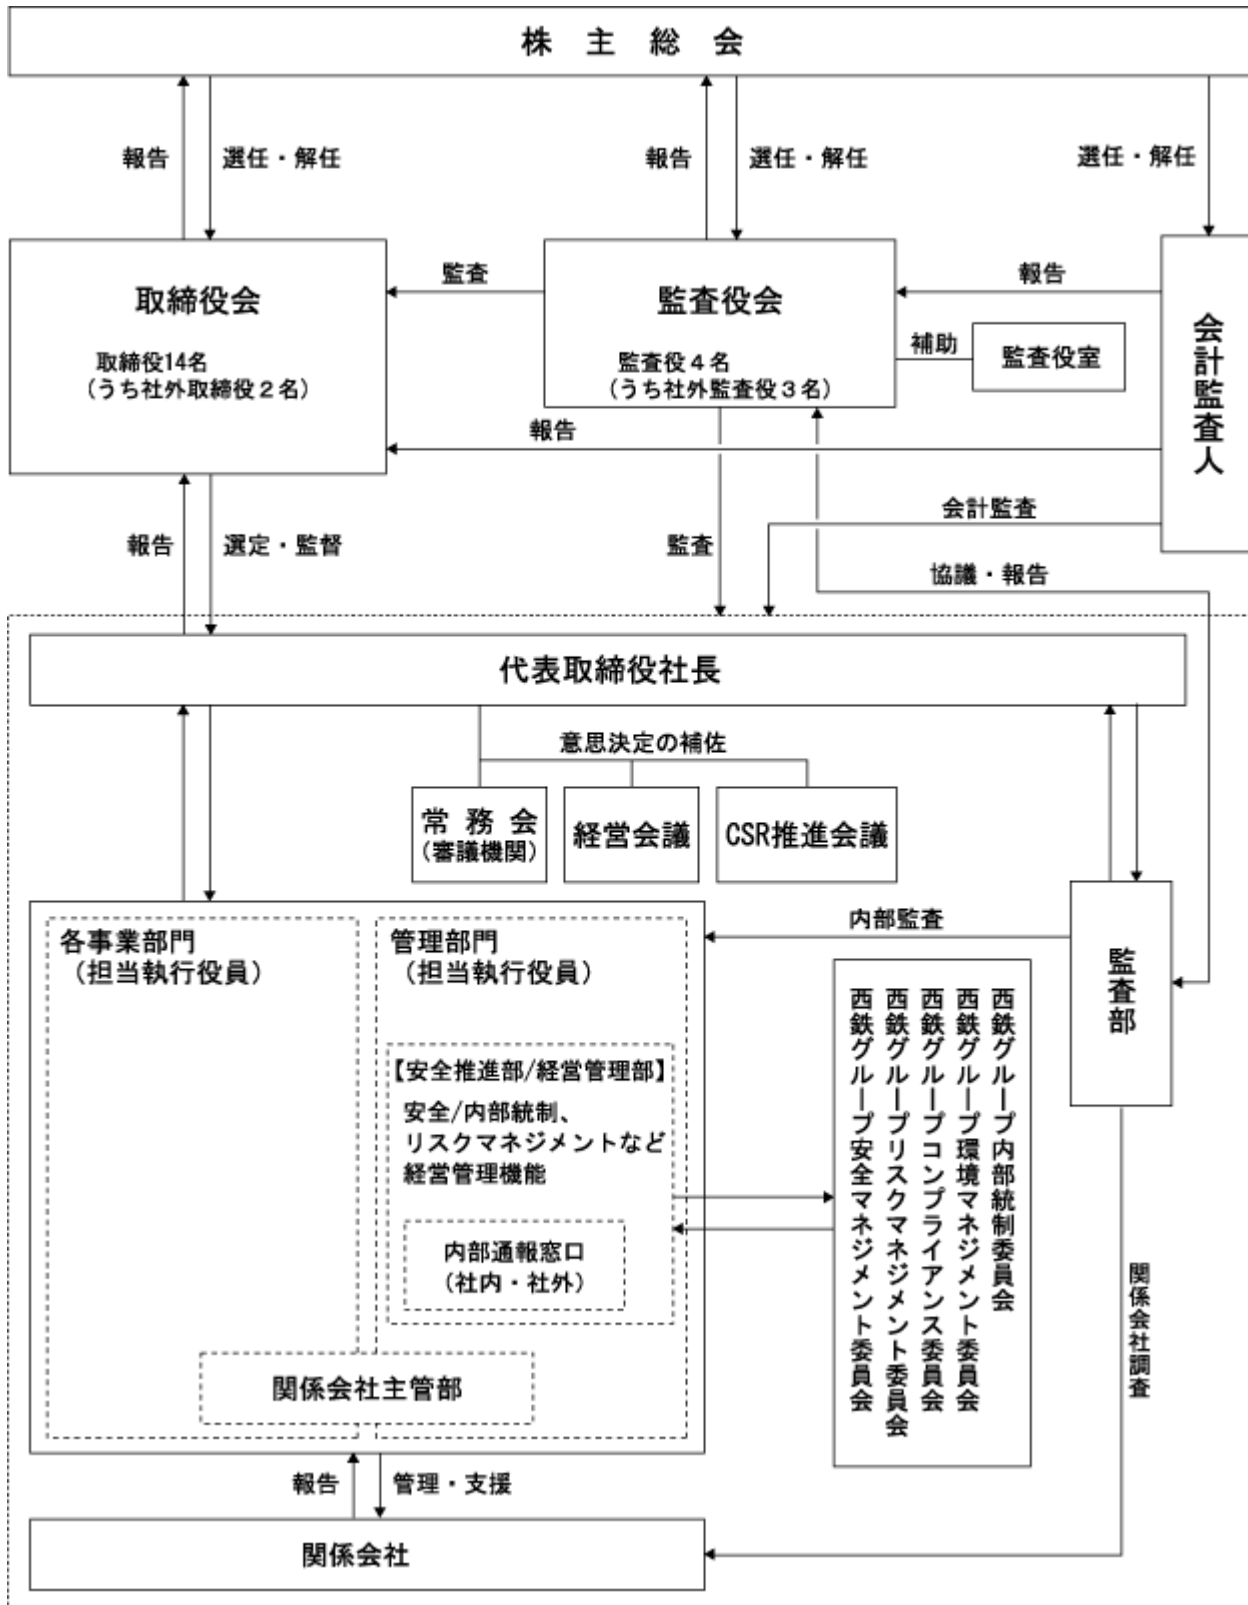 株主総会
報告
選任・解任
報告
選任・解任
選任・解任
取締役会
取締役14名
(うち社外取締役2名)
監査
監査役会
監査役4名
(うち社外監査役3名)
報告
補助
監査役室
会計監査人
報告
会計監査
報告
選定・監督
監査
協議・報告
代表取締役社長
意思決定の補佐
常務会
(審議機関)
経営会議
CSR推進会議
各事業部門
(担当執行役員)
管理部門
(担当執行役員)
内部監査
監査部
【安全推進部/経営管理部】
安全/内部統制、
リスクマネジメントなど
経営管理機能
内部通報窓口
(社内・社外)
西鉄グループ内部統制委員会
西鉄グループ環境マネジメント委員会
西鉄グループコンプライアンス委員会
西鉄グループリスクマネジメント委員会
西鉄グループ安全マネジメント委員会
関係会社調査
関係会社主管部
報告
管理・支援
関係会社